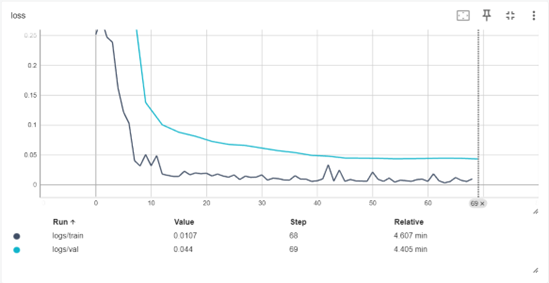 loss
0.25
0.2
0.15
0.1
0.05
0
0 10 20 30 40 50 60 69 ×
Run ↑ Value Step Relative
logs/train 0.0107 68 4.607 min
logs/val 0.044 69 4.405 min